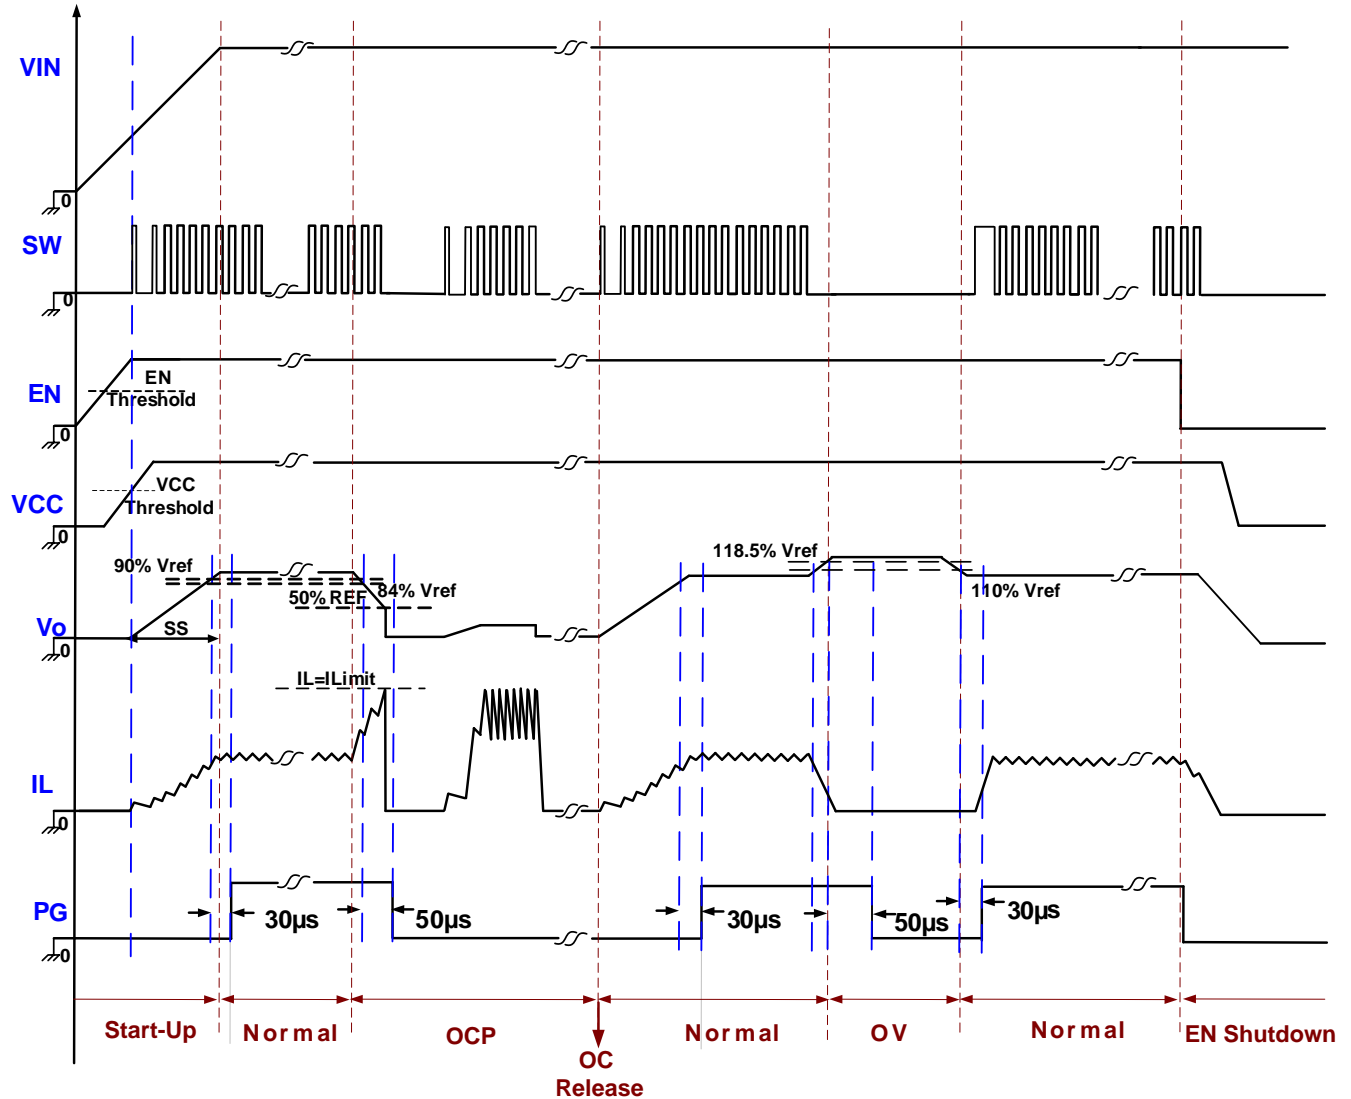 VIN
0
SW
0
EN
Threshold
EN
0
VCC
Threshold
VCC
0
90% Vref
50% REF
84% Vref
118.5% Vref
110% Vref
SS
Vo
0
IL=ILimit
IL
0
PG
30µs
50µs
30µs
50µs
30µs
0
Start-Up
Normal
OCP
Normal
OV
Normal
EN Shutdown
OC
Release